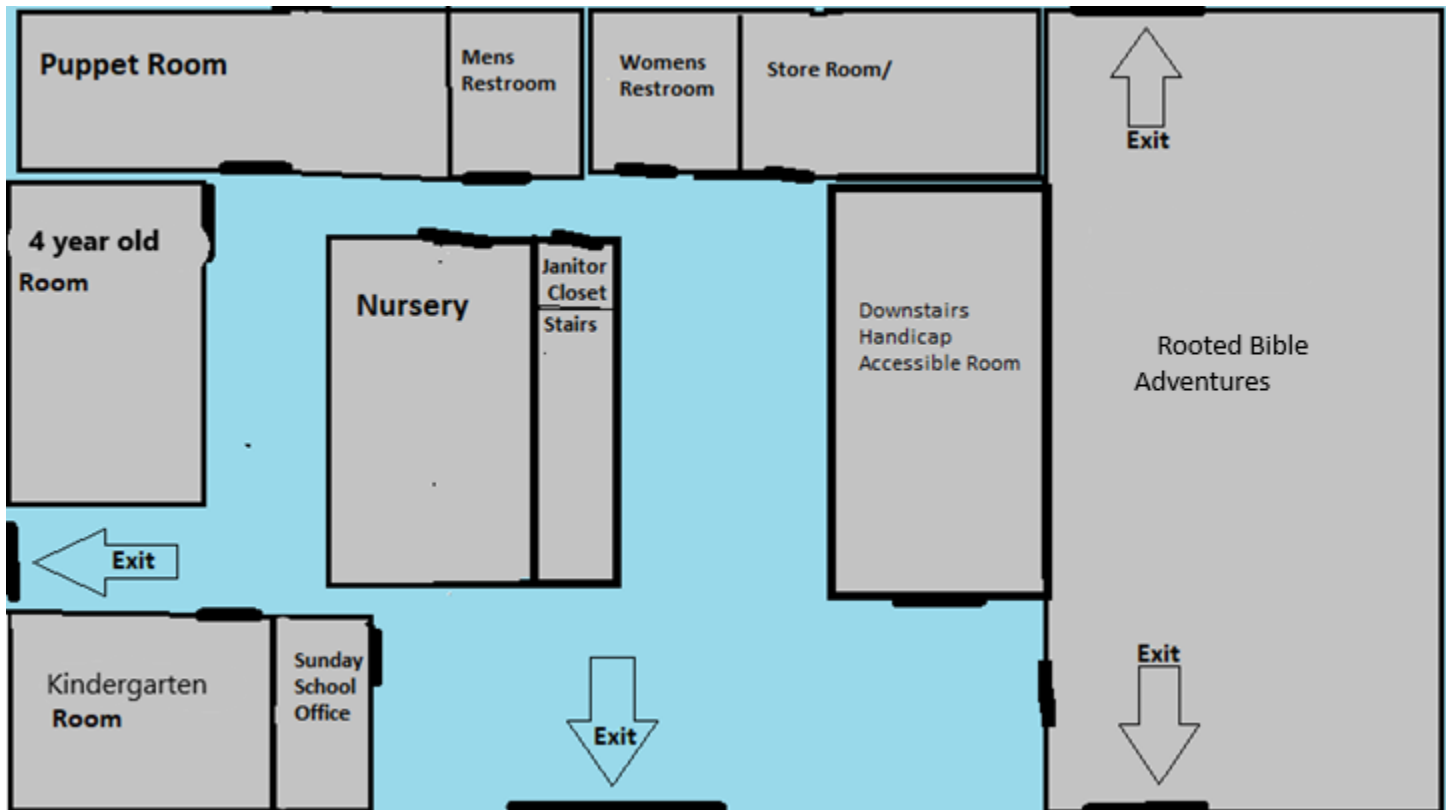 Puppet Room
Mens
Restroom
Womens
Restroom
Store Room/
Exit
4 year old
Room
Nursery
Janitor
Closet
Stairs
Downstairs
Handicap
Accessible Room
Rooted Bible
Adventures
Exit
Kindergarten
Room
Sunday
School
Office
Exit
Exit